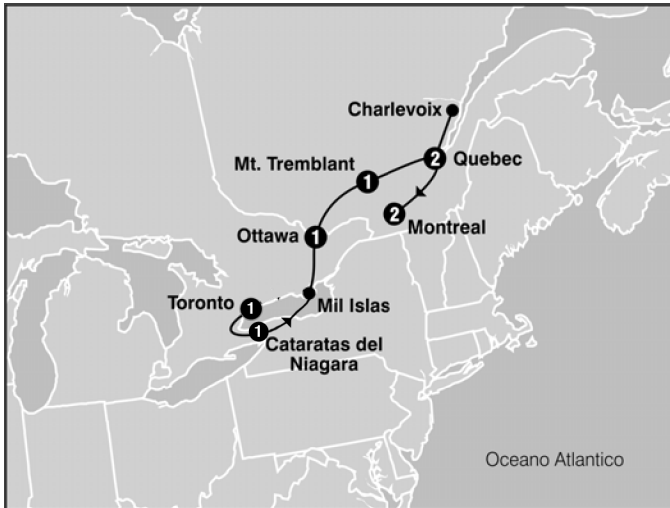 Charlevoix
2 Quebec
Mt. Tremblant
1
2
Montreal
Ottawa 1
Toronto 1
Mil Islas
1
Cataratas del
Niagara
Oceano Atlantico